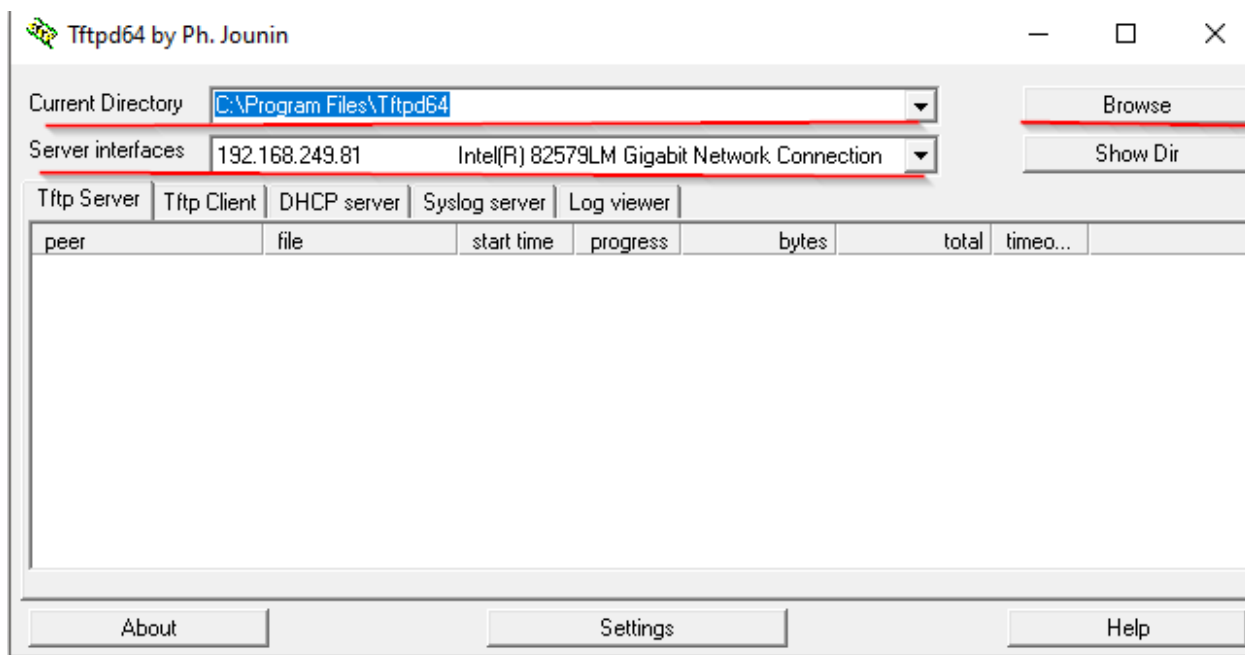 Tftpd64 by Ph. Jounin
Current Directory C:\Program Files\Tftpd64 Browse
Server interfaces 192.168.249.81 Intel(R) 82579LM Gigabit Network Connection Show Dir
Tftp Server Tftp Client DHCP server Syslog server Log viewer
peer file start time progress bytes total timeo...
About Settings Help